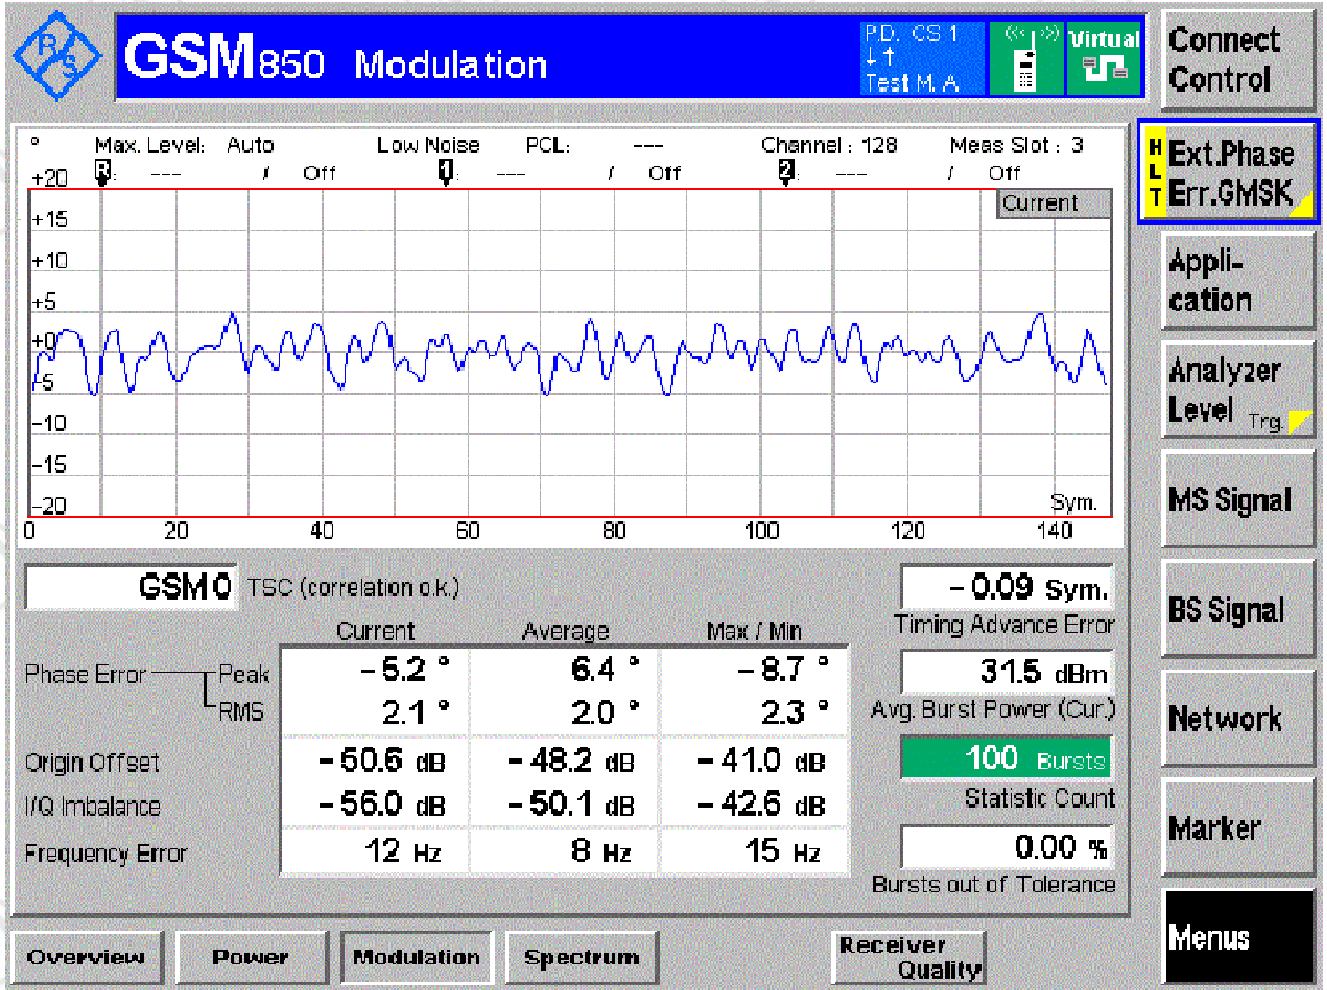 R S
GSM850 Modulation
P.D. CS 1
Test M. A
Virtual
Connect
Control
° Max. Level: Auto Low Noise PCL: --- Channel : 128 Meas Slot : 3
R : --- / Off 1 : --- / Off 2 : --- / Off
Current
+20
+15
+10
+5
+0
-5
-10
-15
-20
Sym.
0 20 40 60 80 100 120 140
GSM 0 TSC (correlation o.k.)
-0.09 Sym.
Timing Advance Error
Current Average Max / Min
Phase Error Peak -5.2 ° 6.4 ° -8.7 °
RMS 2.1 ° 2.0 ° 2.3 °
31.5 dBm
Avg. Burst Power (Cur.)
Origin Offset -50.6 dB -48.2 dB -41.0 dB
100 Bursts
Statistic Count
I/Q Imbalance -56.0 dB -50.1 dB -42.6 dB
Frequency Error 12 Hz 8 Hz 15 Hz
0.00 %
Bursts out of Tolerance
HLT
Ext.Phase
Err.GMSK
Appli-
cation
Analyzer
Level Trg.
MS Signal
BS Signal
Network
Marker
Menus
Overview Power Modulation Spectrum
Receiver
Quality